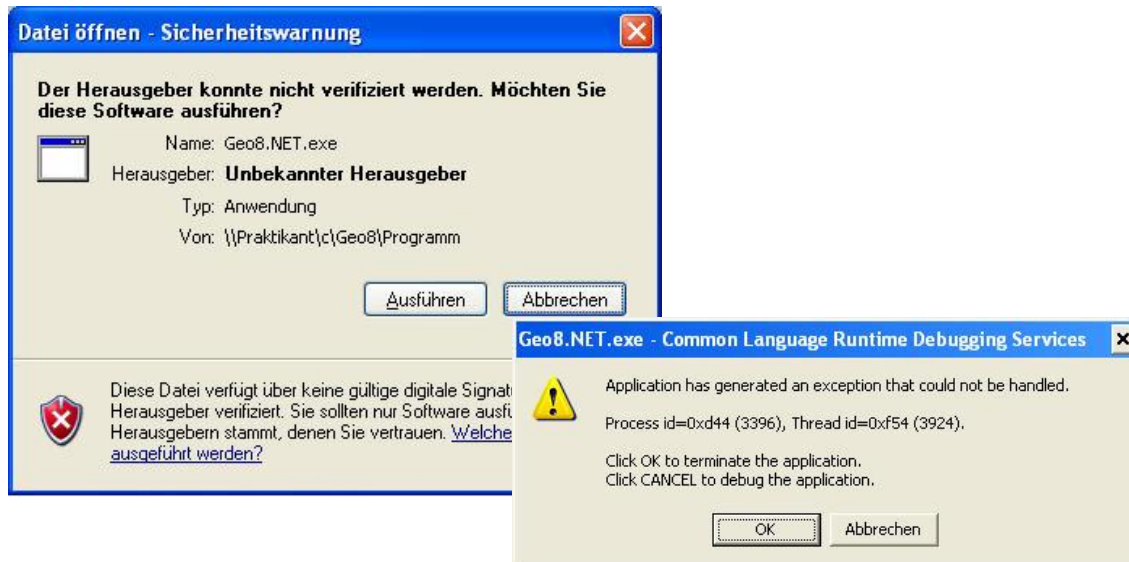 Datei öffnen - Sicherheitswarnung
Der Herausgeber konnte nicht verifiziert werden. Möchten Sie
diese Software ausführen?
Name: Geo8.NET.exe
Herausgeber: Unbekannter Herausgeber
Typ: Anwendung
Von: \\Praktikant\c\Geo8\Programm
Ausführen Abbrechen
Diese Datei verfügt über keine gültige digitale
Herausgeber verifiziert. Sie sollten nur Software
Herausgebern stammt, denen Sie vertrauen. Welche
ausgeführt werden?
Geo8.NET.exe - Common Language Runtime Debugging Services
Application has generated an exception that could not be handled.
Process id=0xd44 (3396), Thread id=0xf54 (3924).
Click OK to terminate the application.
Click CANCEL to debug the application.
OK Abbrechen